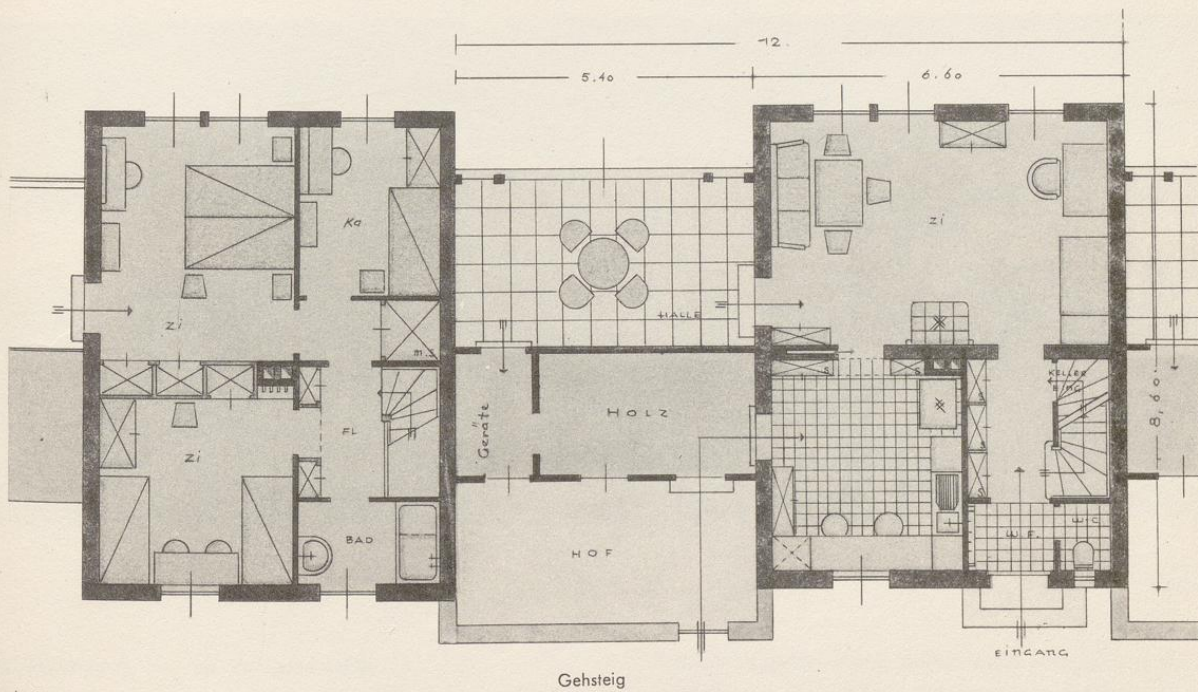 12.
5.40
6.60
Ka
zi
HALLE
zi
m.S.
KELLER
S
S
8,60.
Geräte
HOLZ
FL
zi
S
S
S
BAD
HOF
W.F.
W.C
EINGANG
Gehsteig